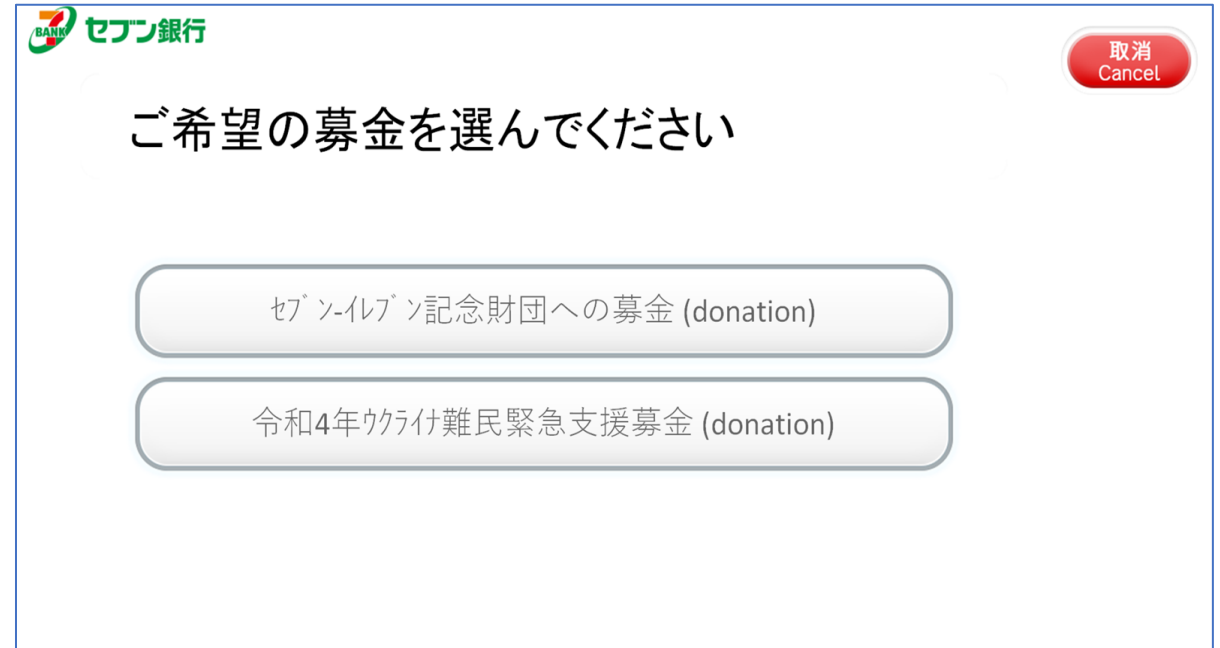 BANK セブン銀行
取消
Cancel
ご希望の募金を選んでください
ｾﾌﾞﾝ-ｲﾚﾌﾞﾝ記念財団への募金 (donation)
令和4年ｳｸﾗｲﾅ難民緊急支援募金 (donation)